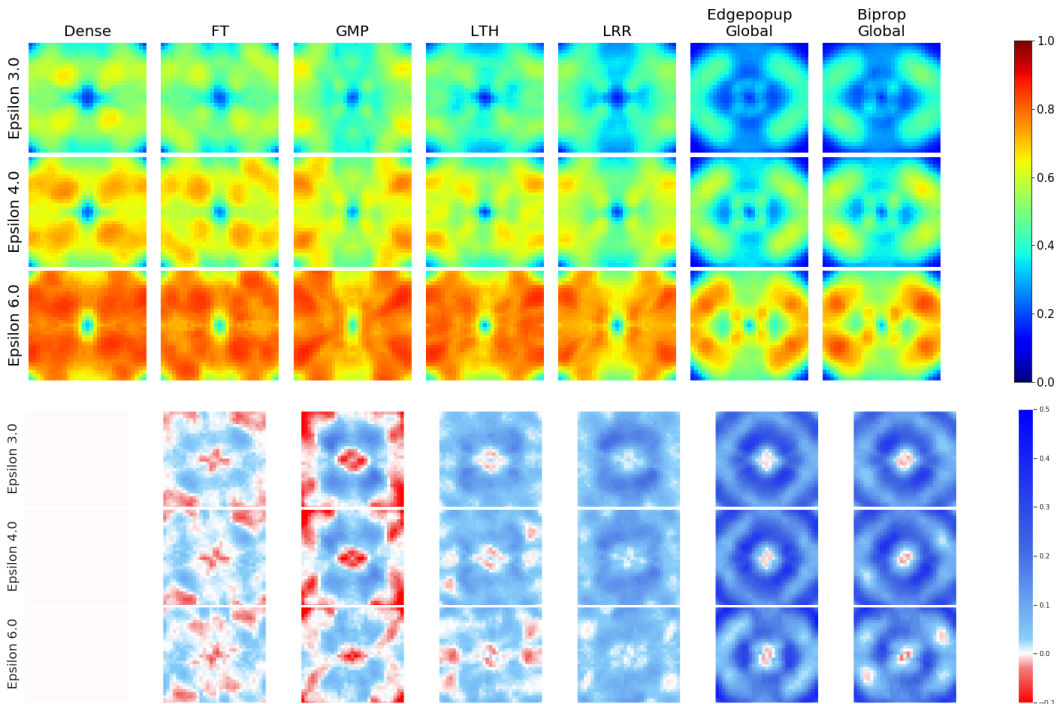 Dense FT GMP LTH LRR Edgepopup Global Biprop Global
Epsilon 3.0
Epsilon 4.0
Epsilon 6.0
1.0
0.8
0.6
0.4
0.2
0.0
Epsilon 3.0
Epsilon 4.0
Epsilon 6.0
0.5
0.4
0.3
0.2
0.1
0.0
−0.1